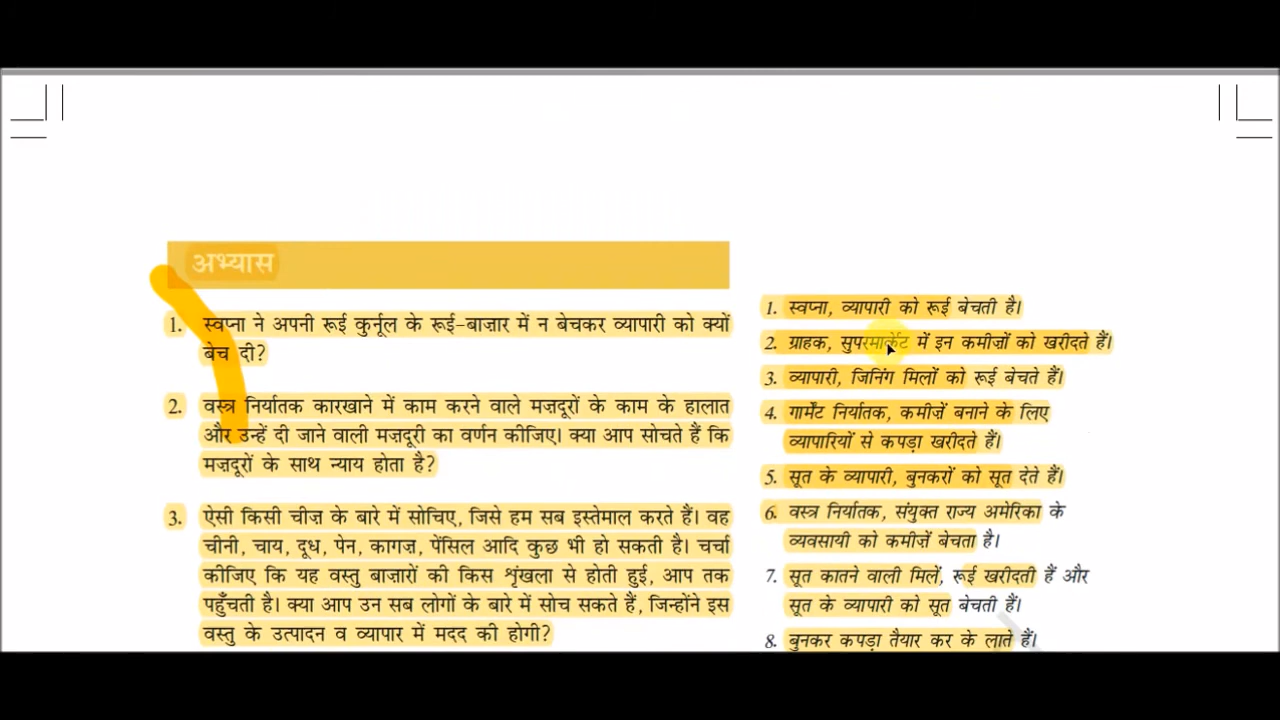 अभ्यास
1. स्वप्ना ने अपनी रूई कुर्नूल के रूई-बाज़ार में न बेचकर व्यापारी को क्यों
बेच दी?
2. वस्त्र निर्यातक कारखाने में काम करने वाले मज़दूरों के काम के हालात
और उन्हें दी जाने वाली मज़दूरी का वर्णन कीजिए। क्या आप सोचते हैं कि
मज़दूरों के साथ न्याय होता है?
3. ऐसी किसी चीज़ के बारे में सोचिए, जिसे हम सब इस्तेमाल करते हैं। वह
चीनी, चाय, दूध, पेन, कागज़, पेंसिल आदि कुछ भी हो सकती है। चर्चा
कीजिए कि यह वस्तु बाज़ारों की किस शृंखला से होती हुई, आप तक
पहुँचती है। क्या आप उन सब लोगों के बारे में सोच सकते हैं, जिन्होंने इस
वस्तु के उत्पादन व व्यापार में मदद की होगी?
1. स्वप्ना, व्यापारी को रूई बेचती है।
2. ग्राहक, सुपरमार्केट में इन कमीज़ों को खरीदते हैं।
3. व्यापारी, जिनिंग मिलों को रूई बेचते हैं।
4. गार्मेंट निर्यातक, कमीज़ें बनाने के लिए
व्यापारियों से कपड़ा खरीदते हैं।
5. सूत के व्यापारी, बुनकरों को सूत देते हैं।
6. वस्त्र निर्यातक, संयुक्त राज्य अमेरिका के
व्यवसायी को कमीज़ें बेचता है।
7. सूत कातने वाली मिलें, रूई खरीदती हैं और
सूत के व्यापारी को सूत बेचती हैं।
8. बुनकर कपड़ा तैयार कर के लाते हैं।